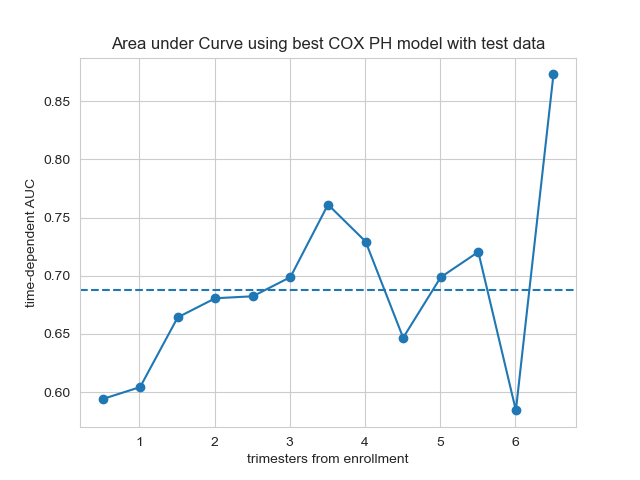 Area under Curve using best COX PH model with test data
time-dependent AUC
0.85
0.80
0.75
0.70
0.65
0.60
1 2 3 4 5 6
trimesters from enrollment